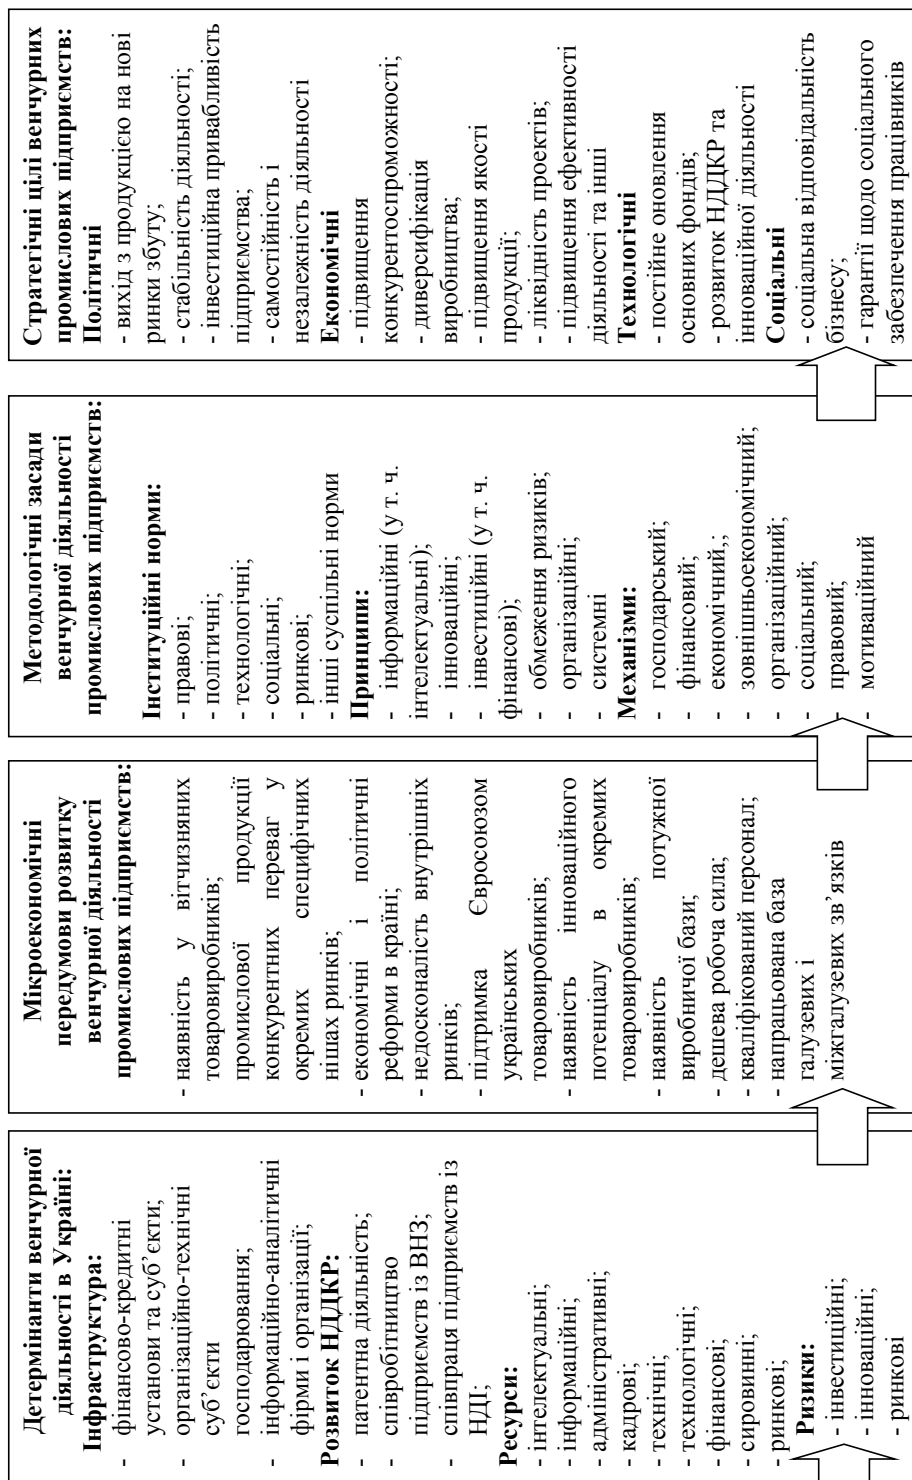 Детермінанти венчурної
діяльності в Україні:
Інфраструктура:
- фінансово-кредитні
установи та суб’єкти;
- організаційно-технічні
суб’єкти
господарювання;
- інформаційно-аналітичні
фірми і організації;
Розвиток НДДКР:
- патентна діяльність;
- співробітництво
підприємств із ВНЗ;
- співпраця підприємств із
НДІ;
Ресурси:
- інтелектуальні;
- інформаційні;
- адміністративні;
- кадрові;
- технічні;
- технологічні;
- фінансові;
- сировинні;
- ринкові;
Ризики:
- інвестиційні;
- інноваційні;
- ринкові
Мікроекономічні
передумови розвитку
венчурної діяльності
промислових підприємств:
- наявність у вітчизняних
товаровиробників;
промислової продукції
конкурентних переваг у
окремих специфічних
нішах ринків;
- економічні і політичні
реформи в країні;
- недосконалість внутрішніх
ринків;
- підтримка Євросоюзом
українських
товаровиробників;
- наявність інноваційного
потенціалу в окремих
товаровиробників;
- наявність потужної
виробничої бази;
- дешева робоча сила;
- кваліфікований персонал;
- напрацьована база
галузевих і
міжгалузевих зв’язків
Методологічні засади
венчурної діяльності
промислових підприємств:
Інституційні норми:
- правові;
- політичні;
- технологічні;
- соціальні;
- ринкові;
- інші суспільні норми
Принципи:
- інформаційні (у т. ч.
інтелектуальні);
- інноваційні;
- інвестиційні (у т. ч.
фінансові);
- обмеження ризиків;
- організаційні;
- системні
Механізми:
- господарський;
- фінансовий;
- економічний,;
- зовнішньоекономічний;
- організаційний;
- соціальний;
- правовий;
- мотиваційний
Стратегічні цілі венчурних
промислових підприємств:
Політичні
- вихід з продукцією на нові
ринки збуту;
- стабільність діяльності;
- інвестиційна привабливість
підприємства;
- самостійність і
незалежність діяльності
Економічні
- підвищення
конкурентоспроможності;
- диверсифікація
виробництва;
- підвищення якості
продукції;
- ліквідність проектів;
- підвищення ефективності
діяльності та інші
Технологічні
- постійне оновлення
основних фондів;
- розвиток НДДКР та
інноваційної діяльності
Соціальні
- соціальна відповідальність
бізнесу;
- гарантії щодо соціального
забезпечення працівників